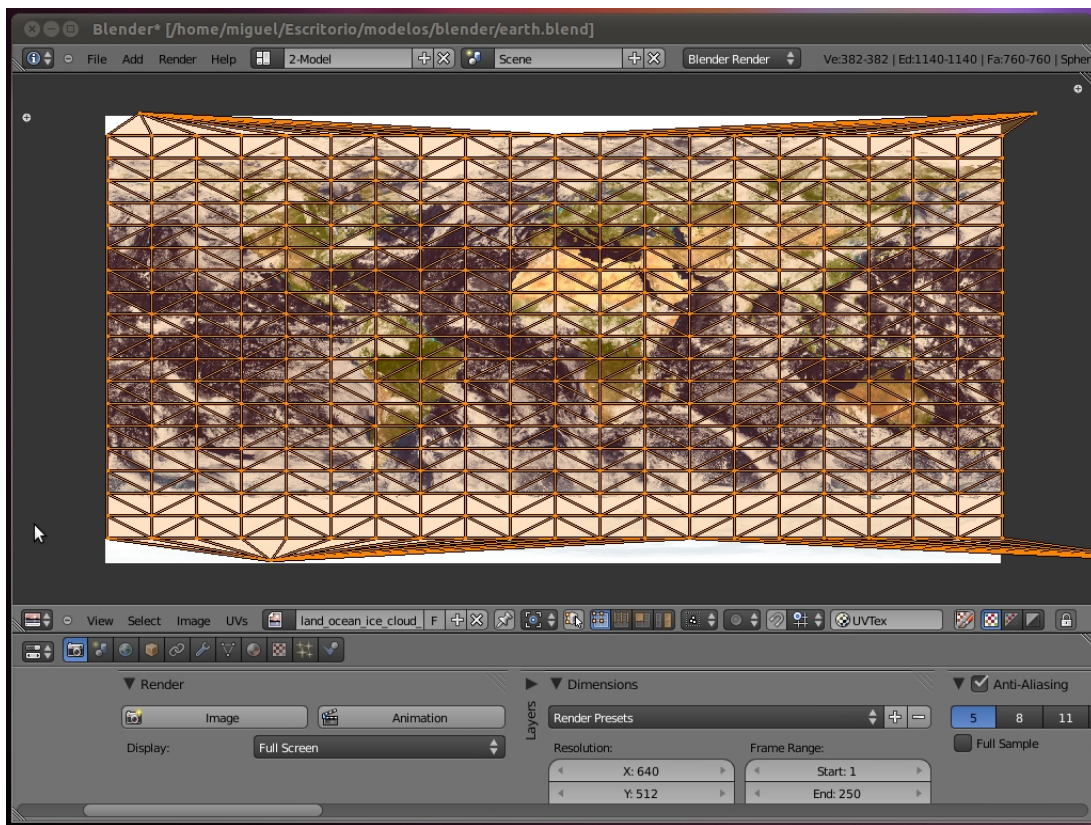 Blender* [/home/miguel/Escritorio/modelos/blender/earth.blend]
File Add Render Help 2-Model Scene Blender Render Ve:382-382 | Ed:1140-1140 | Fa:760-760 | Spher
View Select Image UVs land_ocean_ice_cloud_ F UVTex
Render
Image Animation
Display: Full Screen
Layers
Dimensions
Render Presets
Resolution: Frame Range:
X: 640 Start: 1
Y: 512 End: 250
Anti-Aliasing
5 8 11
Full Sample